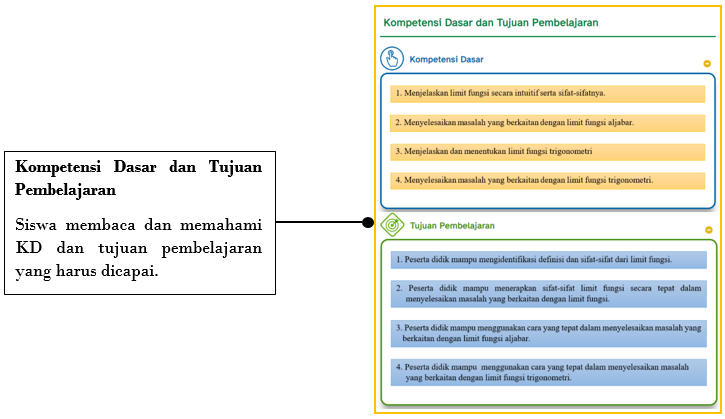 Kompetensi Dasar dan Tujuan
Pembelajaran
Siswa membaca dan memahami
KD dan tujuan pembelajaran
yang harus dicapai.
Kompetensi Dasar dan Tujuan Pembelajaran
Kompetensi Dasar
1. Menjelaskan limit fungsi secara intuitif serta sifat-sifatnya.
2. Menyelesaikan masalah yang berkaitan dengan limit fungsi aljabar.
3. Menjelaskan dan menentukan limit fungsi trigonometri
4. Menyelesaikan masalah yang berkaitan dengan limit fungsi trigonometri.
Tujuan Pembelajaran
1. Peserta didik mampu mengidentifikasi definisi dan sifat-sifat dari limit fungsi.
2. Peserta didik mampu menerapkan sifat-sifat limit fungsi secara tepat dalam
menyelesaikan masalah yang berkaitan dengan limit fungsi.
3. Peserta didik mampu menggunakan cara yang tepat dalam menyelesaikan masalah yang
berkaitan dengan limit fungsi aljabar.
4. Peserta didik mampu menggunakan cara yang tepat dalam menyelesaikan masalah
yang berkaitan dengan limit fungsi trigonometri.